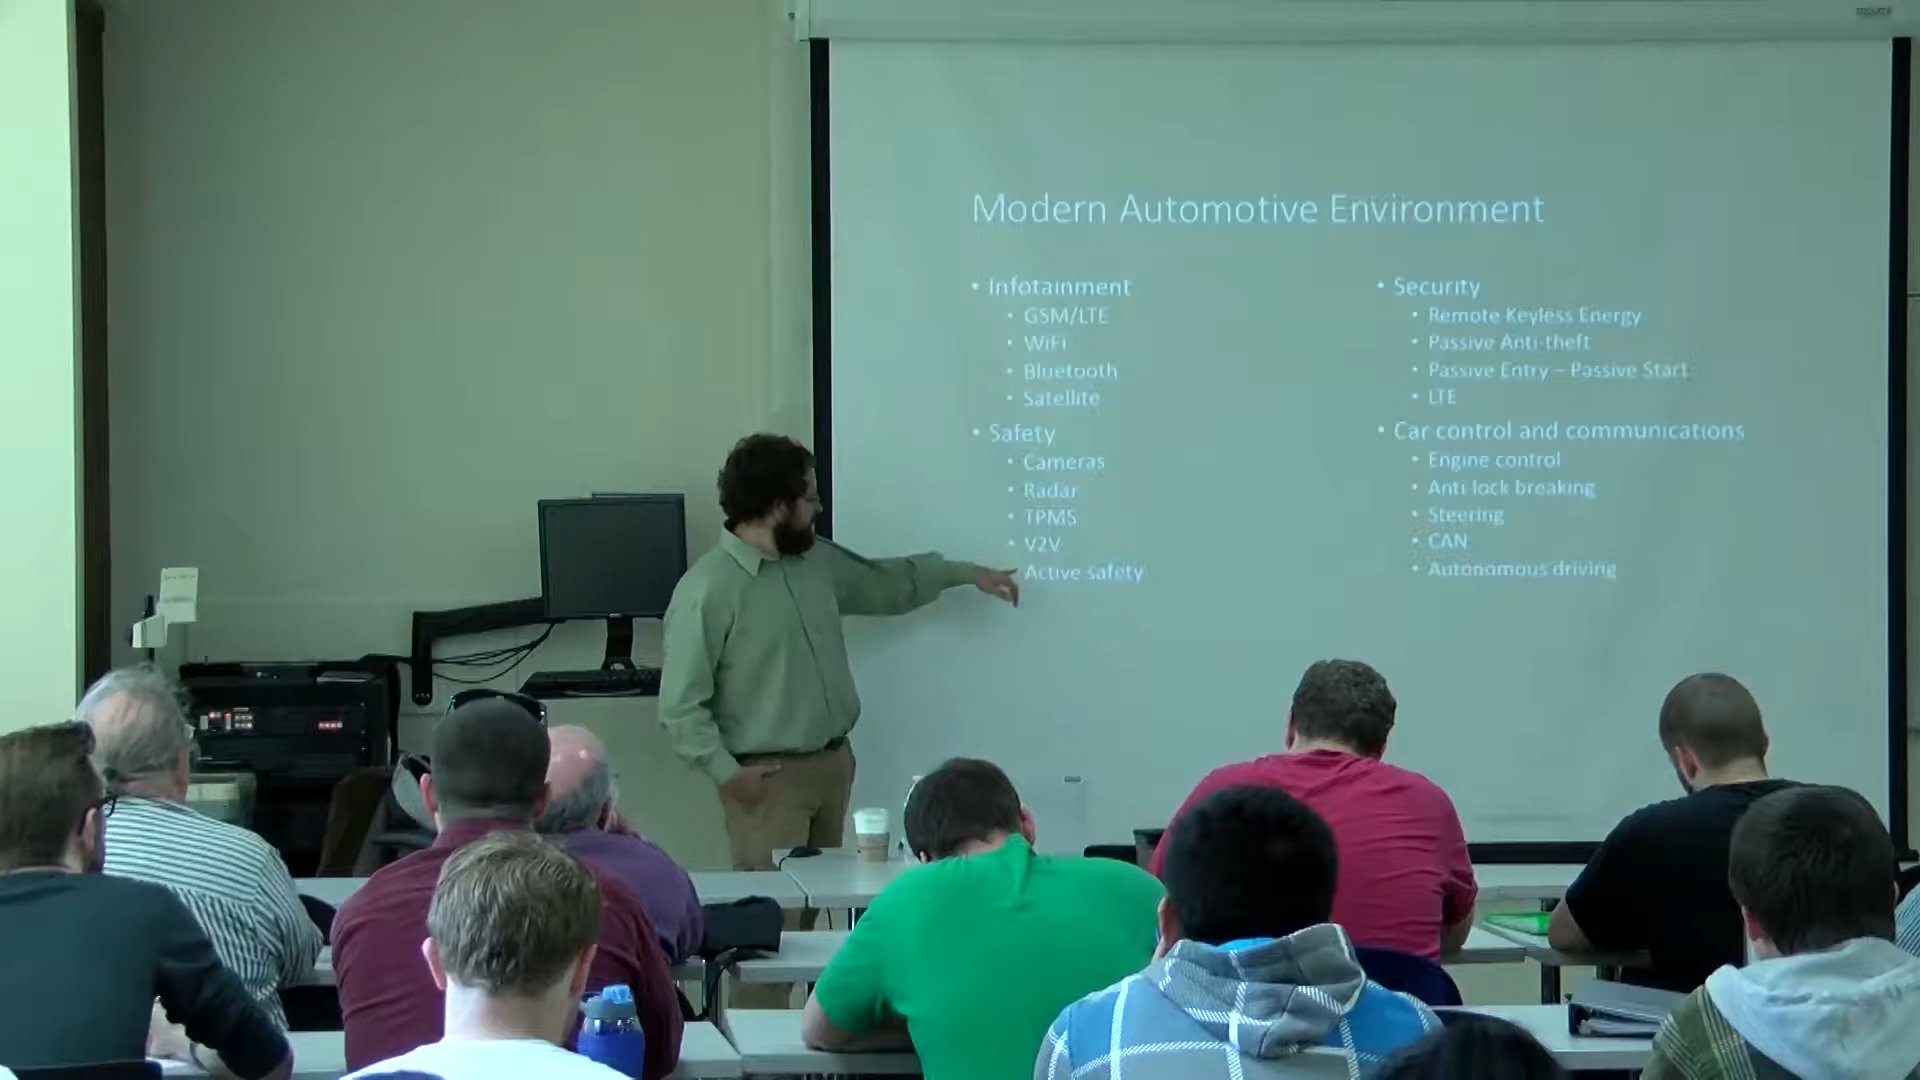 Modern Automotive Environment
• Infotainment
• GSM/LTE
• WiFi
• Bluetooth
• Satellite
• Safety
• Cameras
• Radar
• TPMS
• V2V
Active safety
• Security
• Remote Keyless Energy
• Passive Anti-theft
• Passive Entry – Passive Start
• LTE
• Car control and communications
• Engine control
• Anti lock breaking
• Steering
• CAN
• Autonomous driving